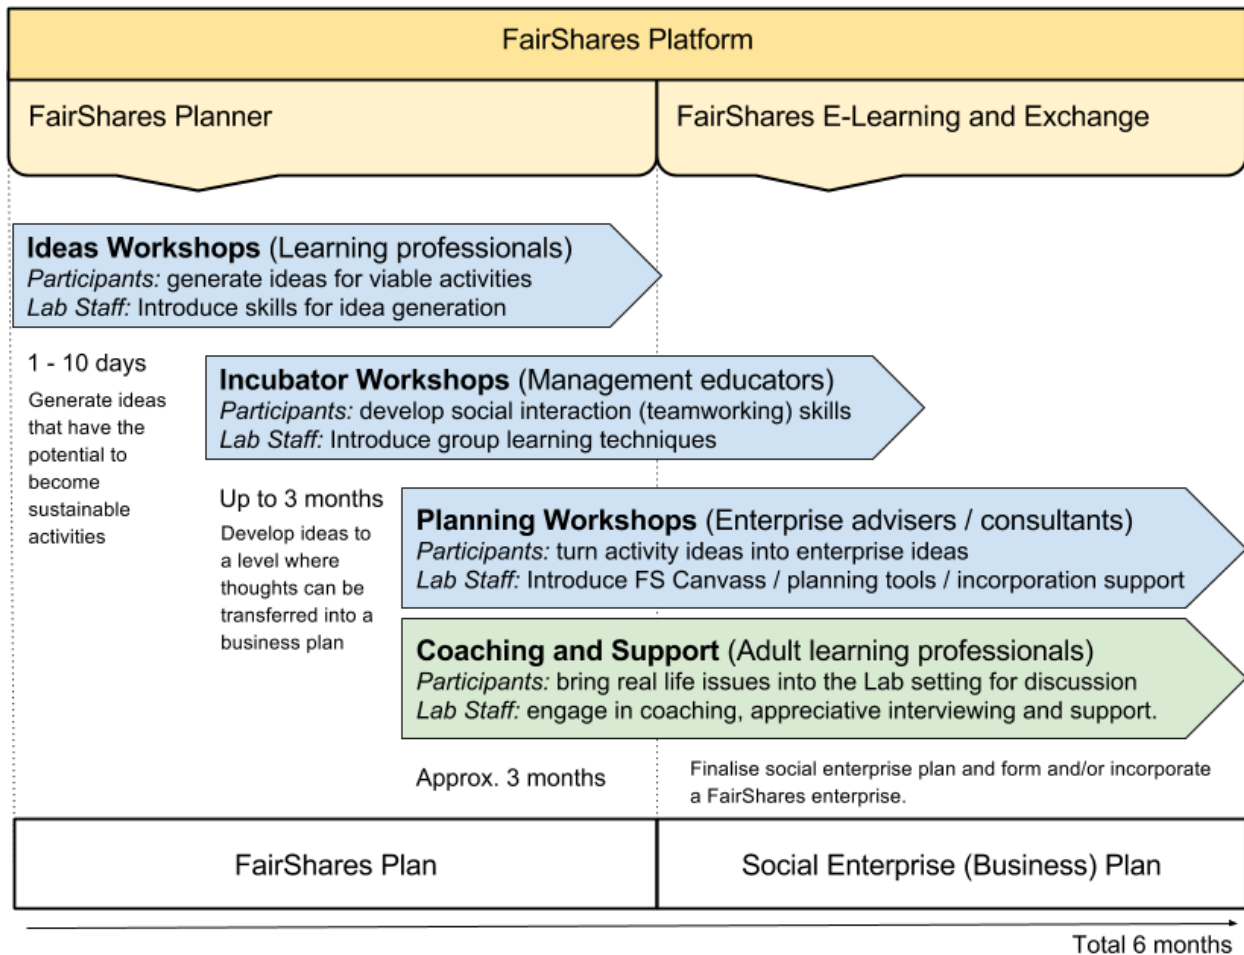 FairShares Platform
FairShares Planner
FairShares E-Learning and Exchange
Ideas Workshops (Learning professionals)
Participants: generate ideas for viable activities
Lab Staff: Introduce skills for idea generation
1 - 10 days
Generate ideas
that have the
potential to
become
sustainable
activities
Incubator Workshops (Management educators)
Participants: develop social interaction (teamworking) skills
Lab Staff: Introduce group learning techniques
Up to 3 months
Develop ideas to
a level where
thoughts can be
transferred into a
business plan
Planning Workshops (Enterprise advisers / consultants)
Participants: turn activity ideas into enterprise ideas
Lab Staff: Introduce FS Canvass / planning tools / incorporation support
Coaching and Support (Adult learning professionals)
Participants: bring real life issues into the Lab setting for discussion
Lab Staff: engage in coaching, appreciative interviewing and support.
Approx. 3 months
Finalise social enterprise plan and form and/or incorporate
a FairShares enterprise.
FairShares Plan
Social Enterprise (Business) Plan
Total 6 months